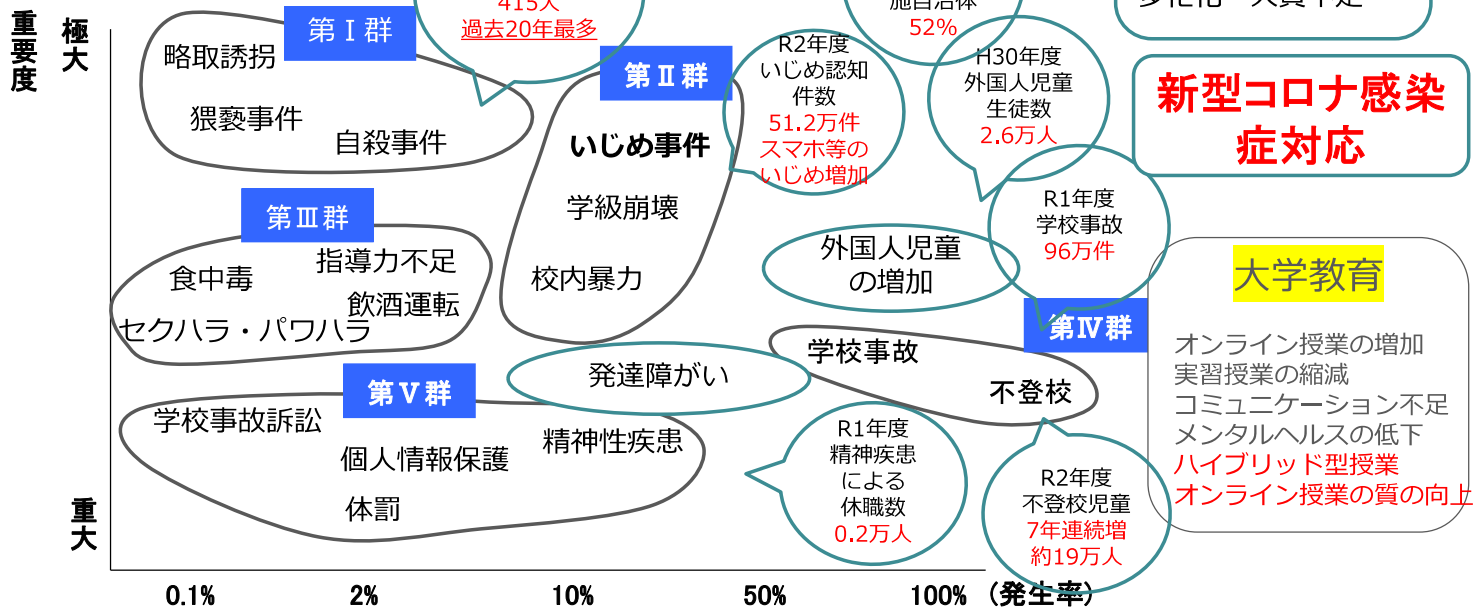 重要度
極大
重大
第Ⅰ群
略取誘拐
猥褻事件
自殺事件
415人
過去20年最多
第Ⅱ群
いじめ事件
学級崩壊
校内暴力
R2年度
いじめ認知
件数
51.2万件
スマホ等の
いじめ増加
施自治体
52%
H30年度
外国人児童
生徒数
2.6万人
新型コロナ感染
症対応
R1年度
学校事故
96万件
外国人児童
の増加
第Ⅲ群
食中毒
指導力不足
飲酒運転
セクハラ・パワハラ
第Ⅳ群
学校事故
不登校
発達障がい
第Ⅴ群
学校事故訴訟
個人情報保護
精神性疾患
体罰
R1年度
精神疾患
による
休職数
0.2万人
R2年度
不登校児童
7年連続増
約19万人
大学教育
オンライン授業の増加
実習授業の縮減
コミュニケーション不足
メンタルヘルスの低下
ハイブリッド型授業
オンライン授業の質の向上
0.1% 2% 10% 50% 100% (発生率)